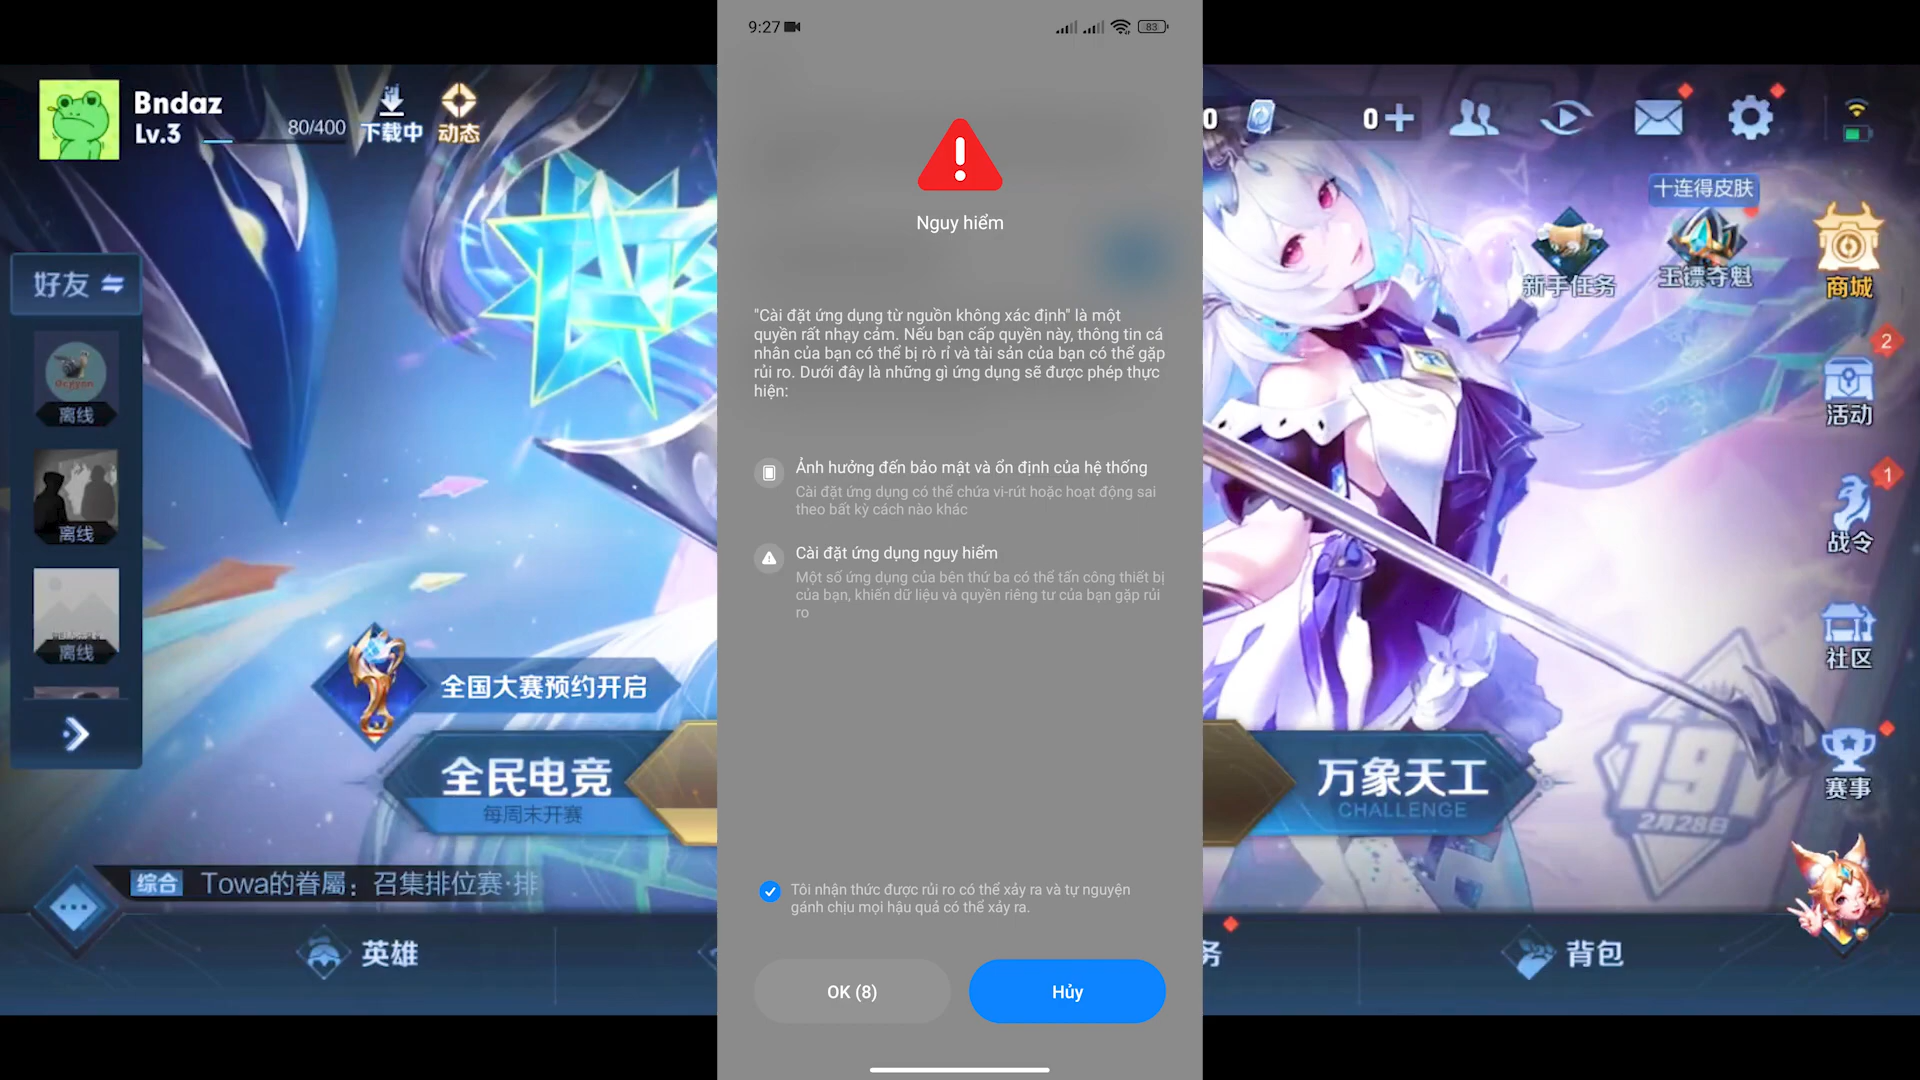 Bndaz
Lv.3
80/400
下载中
动态
好友
Ocyyon
离线
离线
离线
全国大赛预约开启
全民电竞
每周末开赛
综合
Towa的眷屬：召集排位赛·排
英雄
9:27
83
Nguy hiểm
"Cài đặt ứng dụng từ nguồn không xác định" là một
quyền rất nhạy cảm. Nếu bạn cấp quyền này, thông tin cá
nhân của bạn có thể bị rò rỉ và tài sản của bạn có thể gặp
rủi ro. Dưới đây là những gì ứng dụng sẽ được phép thực
hiện:
Ảnh hưởng đến bảo mật và ổn định của hệ thống
Cài đặt ứng dụng có thể chứa vi-rút hoặc hoạt động sai
theo bất kỳ cách nào khác
Cài đặt ứng dụng nguy hiểm
Một số ứng dụng của bên thứ ba có thể tấn công thiết bị
của bạn, khiến dữ liệu và quyền riêng tư của bạn gặp rủi
ro
Tôi nhận thức được rủi ro có thể xảy ra và tự nguyện
gánh chịu mọi hậu quả có thể xảy ra.
OK (8)
Hủy
0
0
十连得皮肤
新手任务
玉镖夺魁
商城
2
活动
1
战令
社区
赛事
万象天工
CHALLENGE
191
2月28日
务
背包